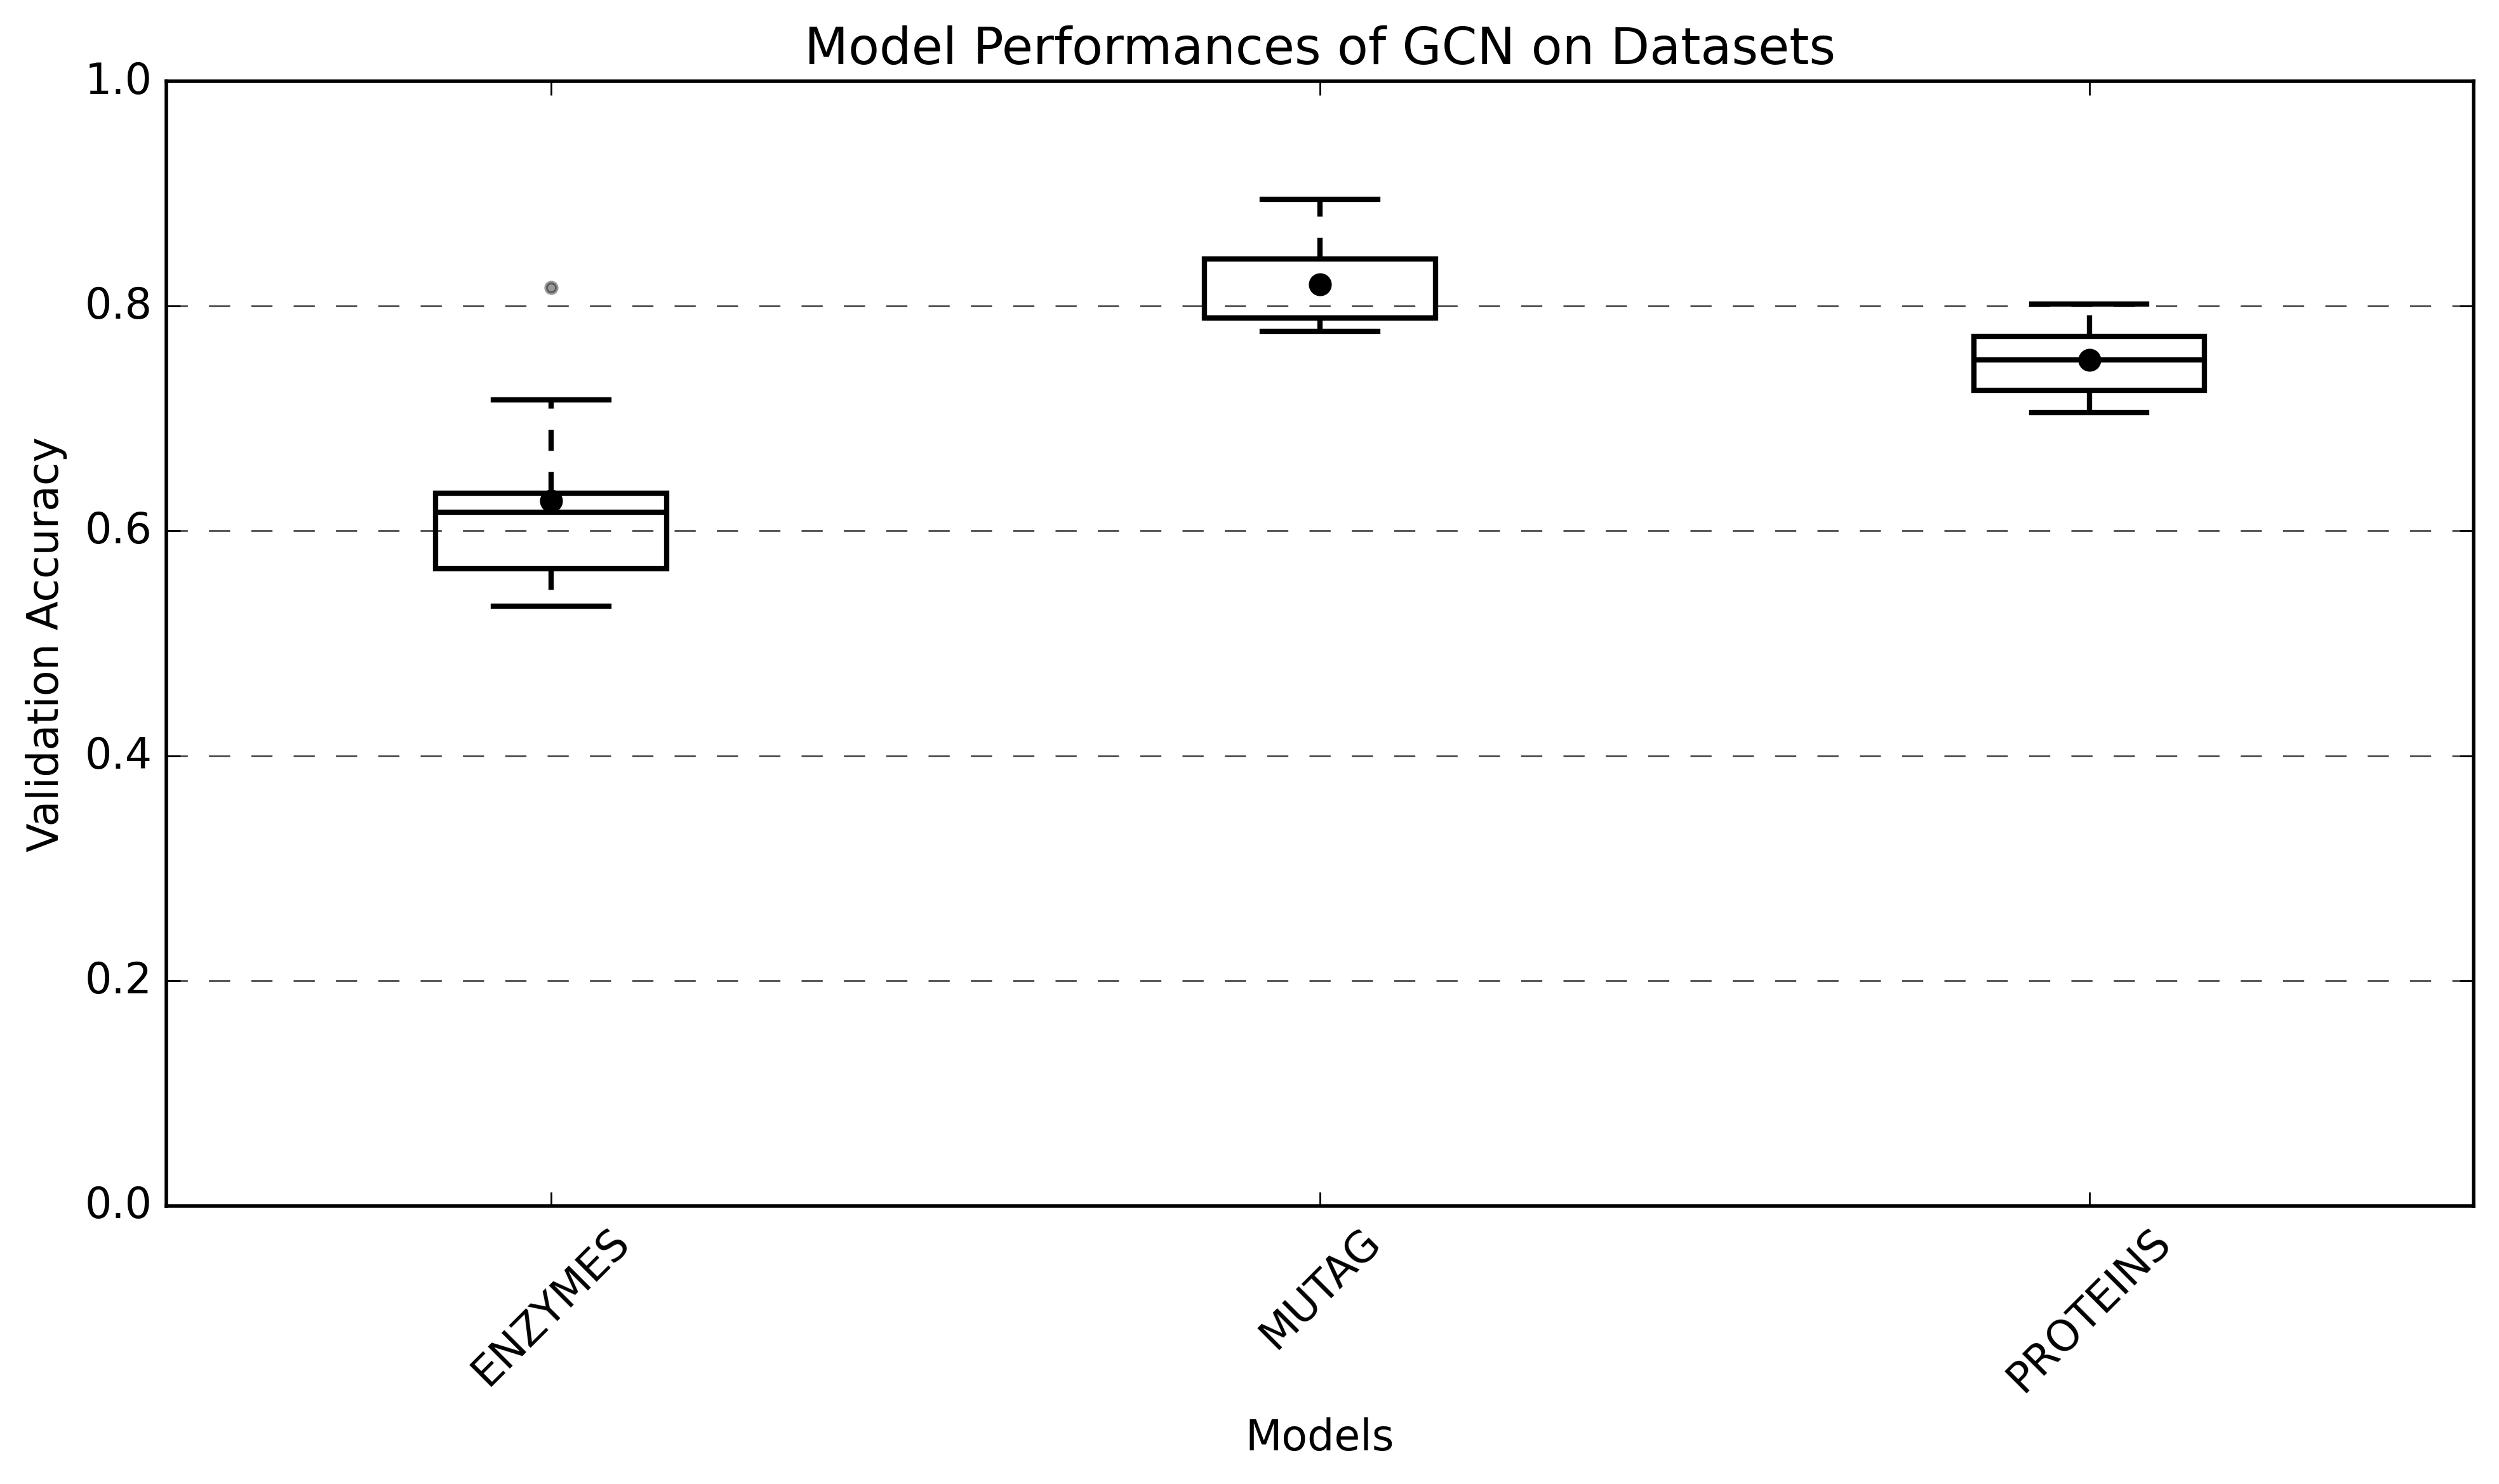 Model Performances of GCN on Datasets
Validation Accuracy
1.0
0.8
0.6
0.4
0.2
0.0
ENZYMES
MUTAG
PROTEINS
Models